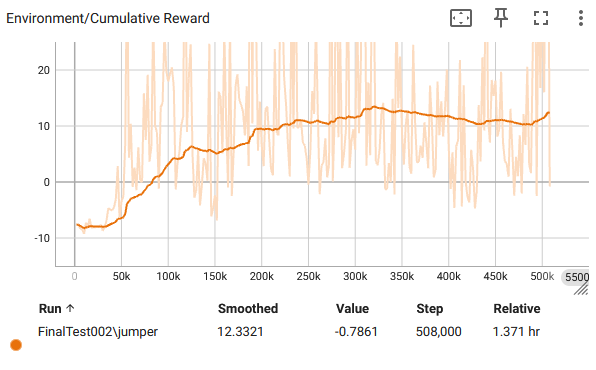 Environment/Cumulative Reward
20
10
0
-10
0 50k 100k 150k 200k 250k 300k 350k 400k 450k 500k 5500
Run ↑ Smoothed Value Step Relative
FinalTest002\jumper 12.3321 -0.7861 508,000 1.371 hr